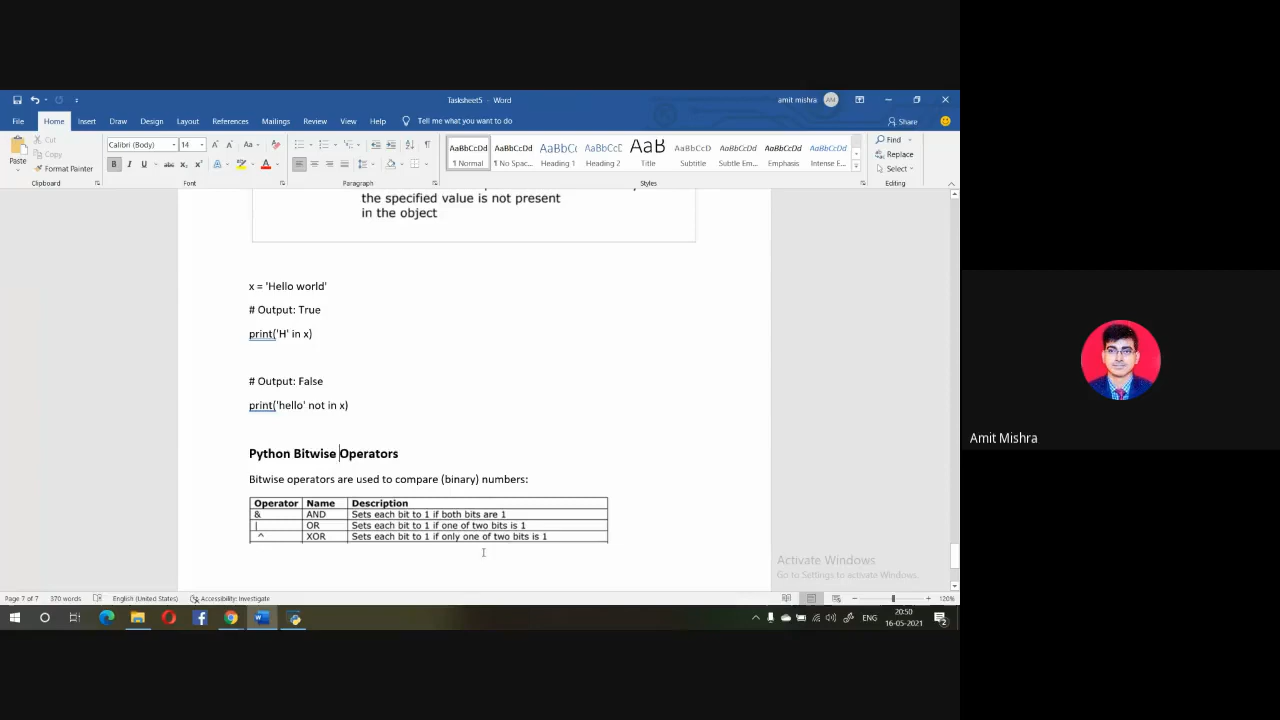 Tasksheet5 - Word
amit mishra AM
File Home Insert Draw Design Layout References Mailings Review View Help Tell me what you want to do Share
Paste
Cut
Copy
Format Painter
Clipboard
Calibri (Body) 14
Font
Paragraph
AaBbCcDd ¶ Normal
AaBbCcDd ¶ No Spac...
AaBbC( Heading 1
AaBbCcC Heading 2
AaB Title
AaBbCcD Subtitle
AaBbCcDd Subtle Em...
AaBbCcDd Emphasis
AaBbCcDd Intense E...
Styles
Find
Replace
Select
Editing
the specified value is not present
in the object
x = 'Hello world'
# Output: True
print('H' in x)
# Output: False
print('hello' not in x)
Python Bitwise Operators
Bitwise operators are used to compare (binary) numbers:
Operator Name Description
& AND Sets each bit to 1 if both bits are 1
| OR Sets each bit to 1 if one of two bits is 1
^ XOR Sets each bit to 1 if only one of two bits is 1
Activate Windows
Go to Settings to activate Windows.
Page 7 of 7 370 words English (United States) Accessibility: Investigate 120%
ENG
20:50
16-05-2021
2
Amit Mishra